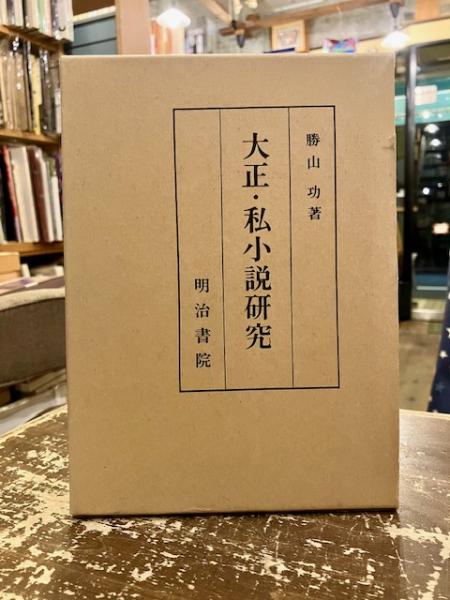 勝山功著
大正・私小説研究
明治書院